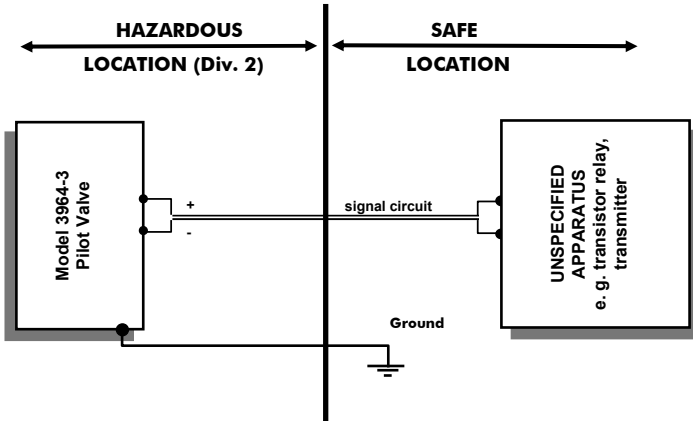 HAZARDOUS
LOCATION (Div. 2)
SAFE
LOCATION
Model 3964-3
Pilot Valve
+
-
signal circuit
UNSPECIFIED
APPARATUS
e. g. transistor relay,
transmitter
Ground